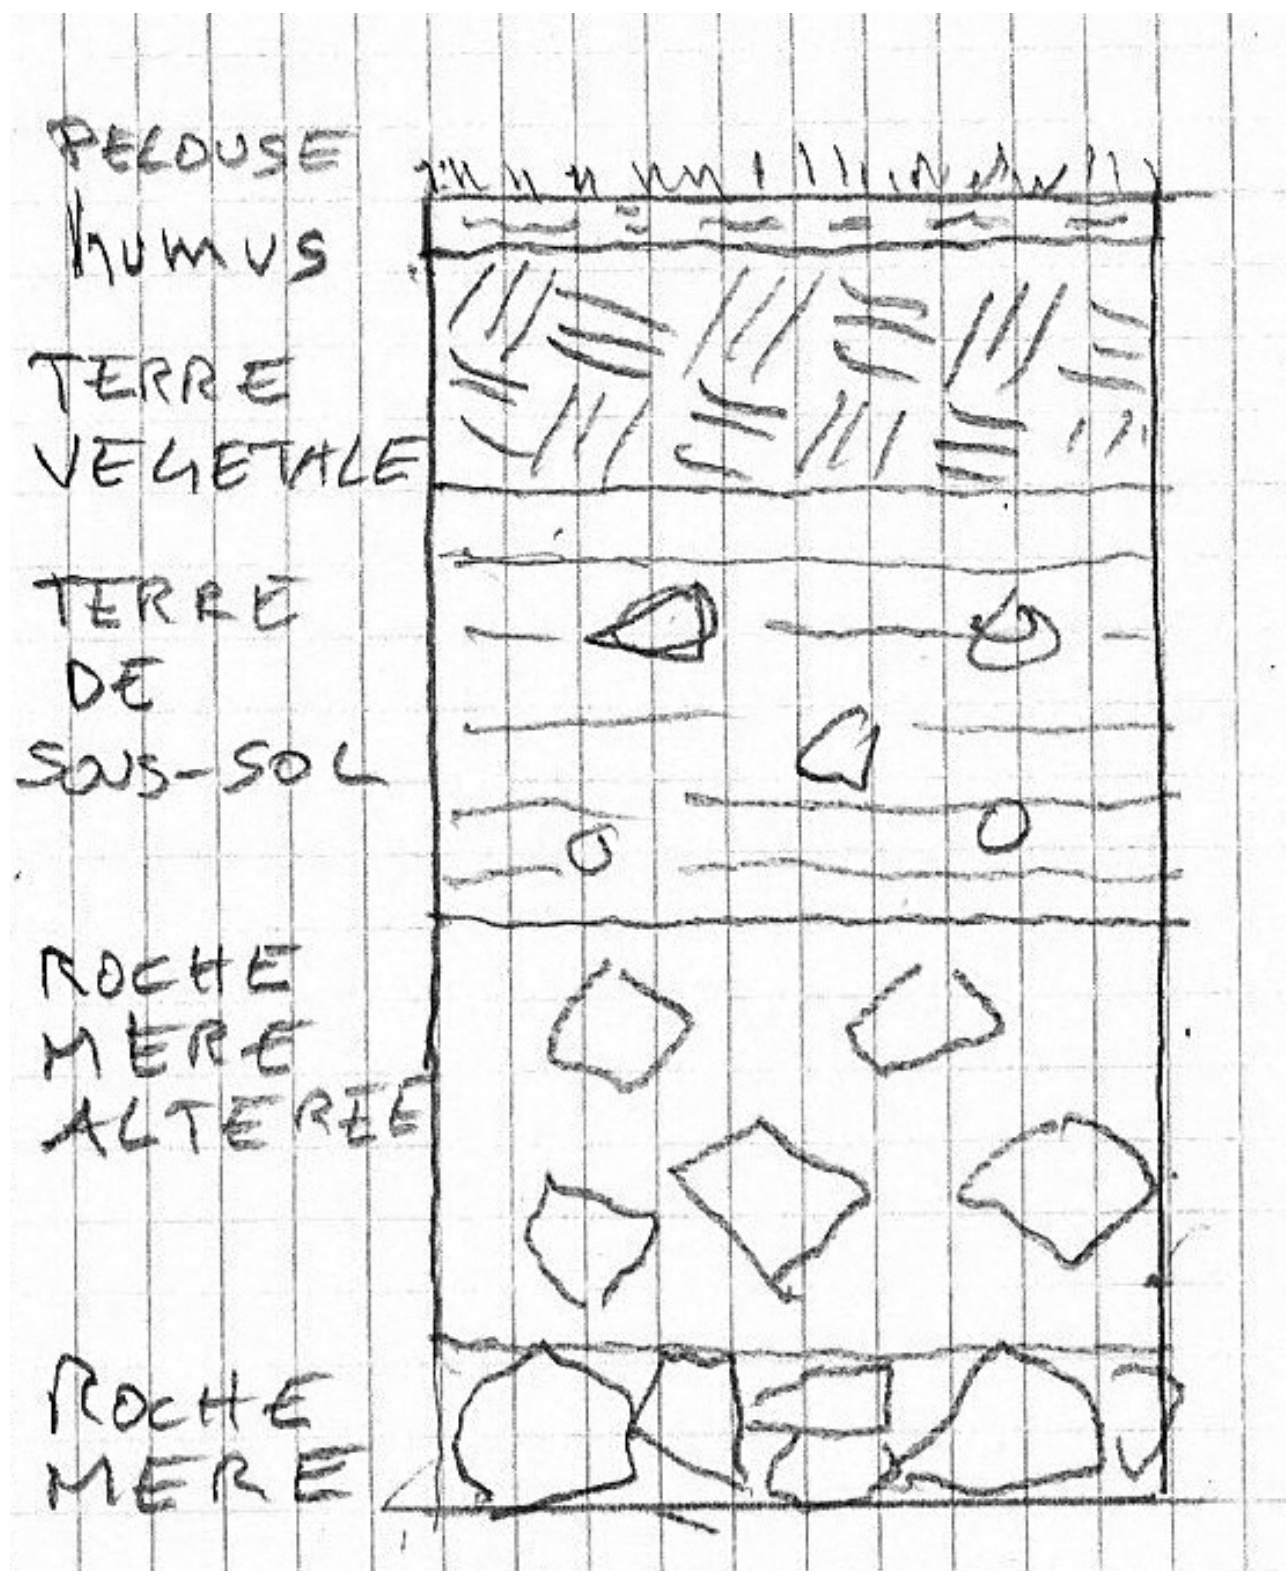 PELOUSE
humus
TERRE
VEGETALE
TERRE
DE
SOUS-SOL
ROCHE
MERE
ALTEREE
ROCHE
MERE